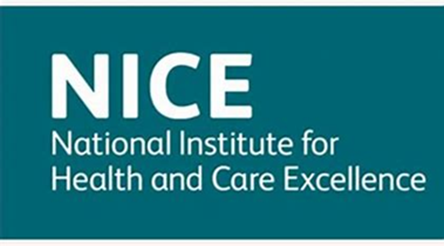 NICE
National Institute for
Health and Care Excellence